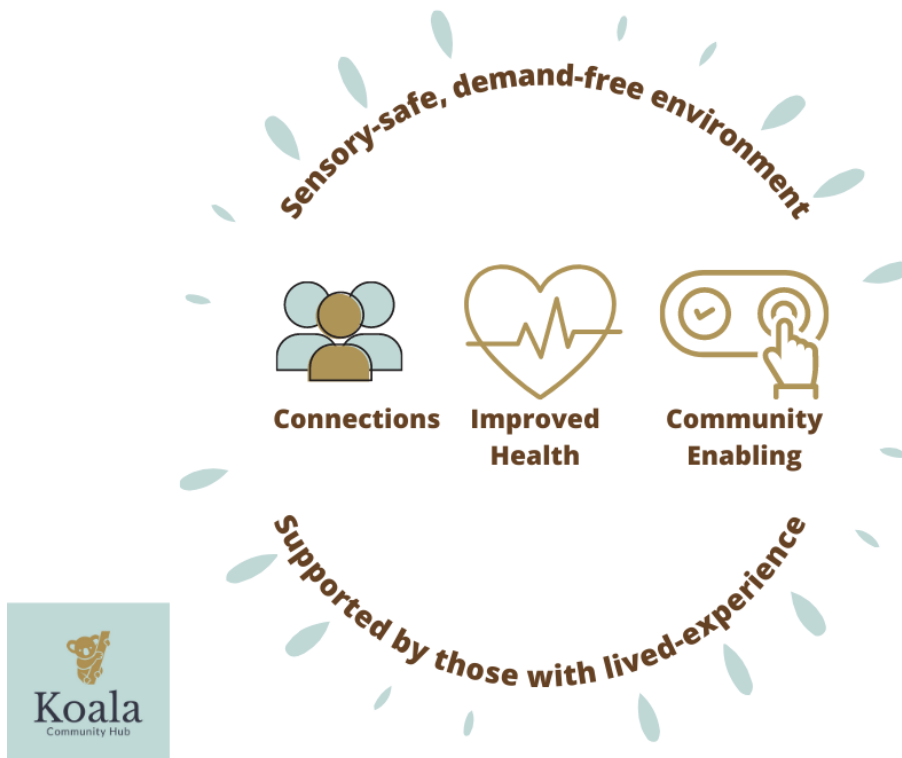 Sensory-safe, demand-free environment
Connections
Improved
Health
Community
Enabling
Supported by those with lived-experience
Koala
Community Hub